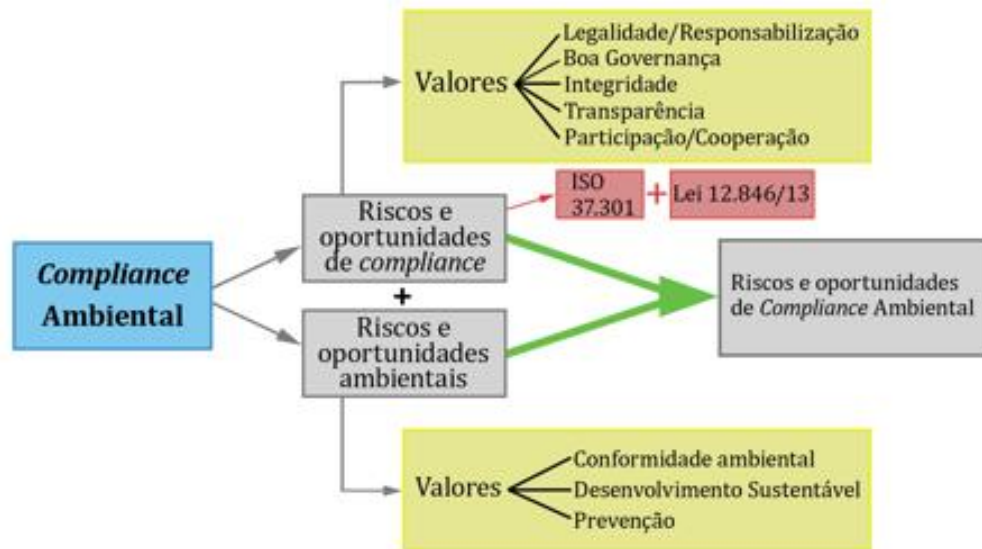 Valores
Legalidade/Responsabilização
Boa Governança
Integridade
Transparência
Participação/Cooperação
ISO
37.301
+
Lei 12.846/13
Riscos e
oportunidades
de compliance
Compliance
Ambiental
+
Riscos e oportunidades
de Compliance Ambiental
Riscos e
oportunidades
ambientais
Valores
Conformidade ambiental
Desenvolvimento Sustentável
Prevenção